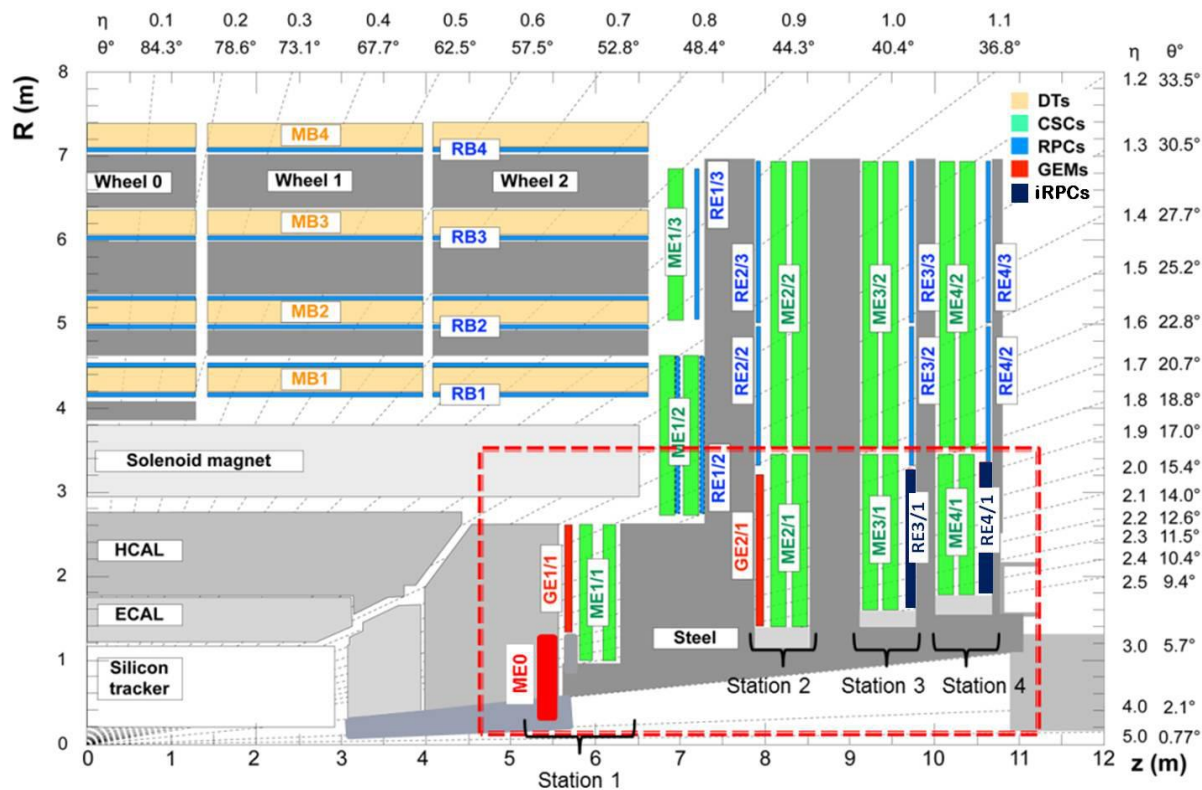 η 0.1 0.2 0.3 0.4 0.5 0.6 0.7 0.8 0.9 1.0 1.1
θ° 84.3° 78.6° 73.1° 67.7° 62.5° 57.5° 52.8° 48.4° 44.3° 40.4° 36.8° η θ°
R (m)
8
7
6
5
4
3
2
1
0
1.2 33.5°
1.3 30.5°
1.4 27.7°
1.5 25.2°
1.6 22.8°
1.7 20.7°
1.8 18.8°
1.9 17.0°
2.0 15.4°
2.1 14.0°
2.2 12.6°
2.3 11.5°
2.4 10.4°
2.5 9.4°
3.0 5.7°
4.0 2.1°
5.0 0.77°
DTs
CSCs
RPCs
GEMs
iRPCs
MB4
RB4
Wheel 0 Wheel 1 Wheel 2
MB3
RB3
MB2
RB2
MB1
RB1
Solenoid magnet
HCAL
ECAL
Silicon
tracker
Steel
ME1/3
RE1/3
ME1/2
RE1/2
GE1/1
ME1/1
ME0
RE2/3
RE2/2
ME2/2
GE2/1
ME2/1
ME3/2
RE3/3
RE3/2
ME3/1
RE3/1
ME4/2
RE4/3
RE4/2
ME4/1
RE4/1
Station 2 Station 3 Station 4
0 1 2 3 4 5 6 7 8 9 10 11 12
z (m)
Station 1